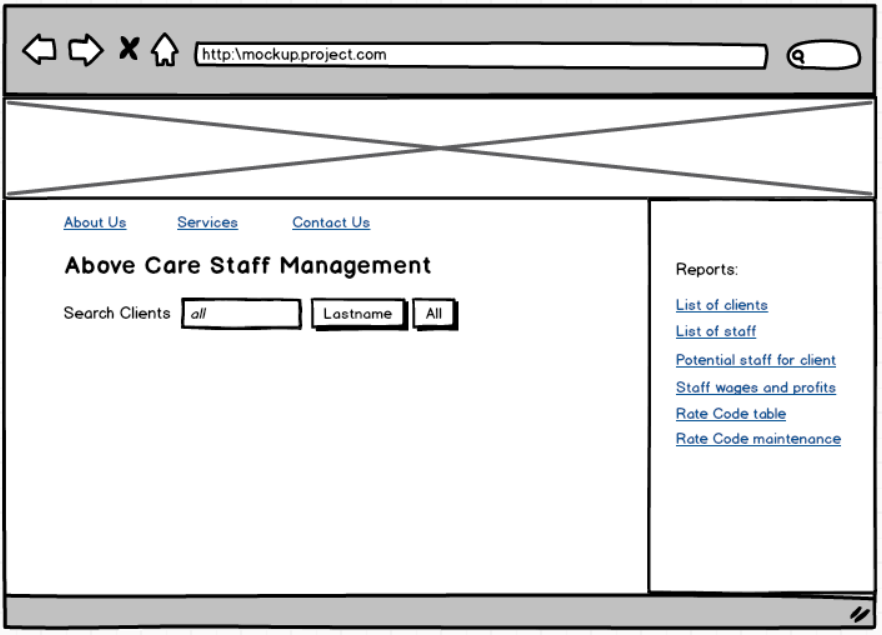 http:\mockup.project.com
About Us Services Contact Us
Above Care Staff Management
Search Clients all Lastname All
Reports:
List of clients
List of staff
Potential staff for client
Staff wages and profits
Rate Code table
Rate Code maintenance